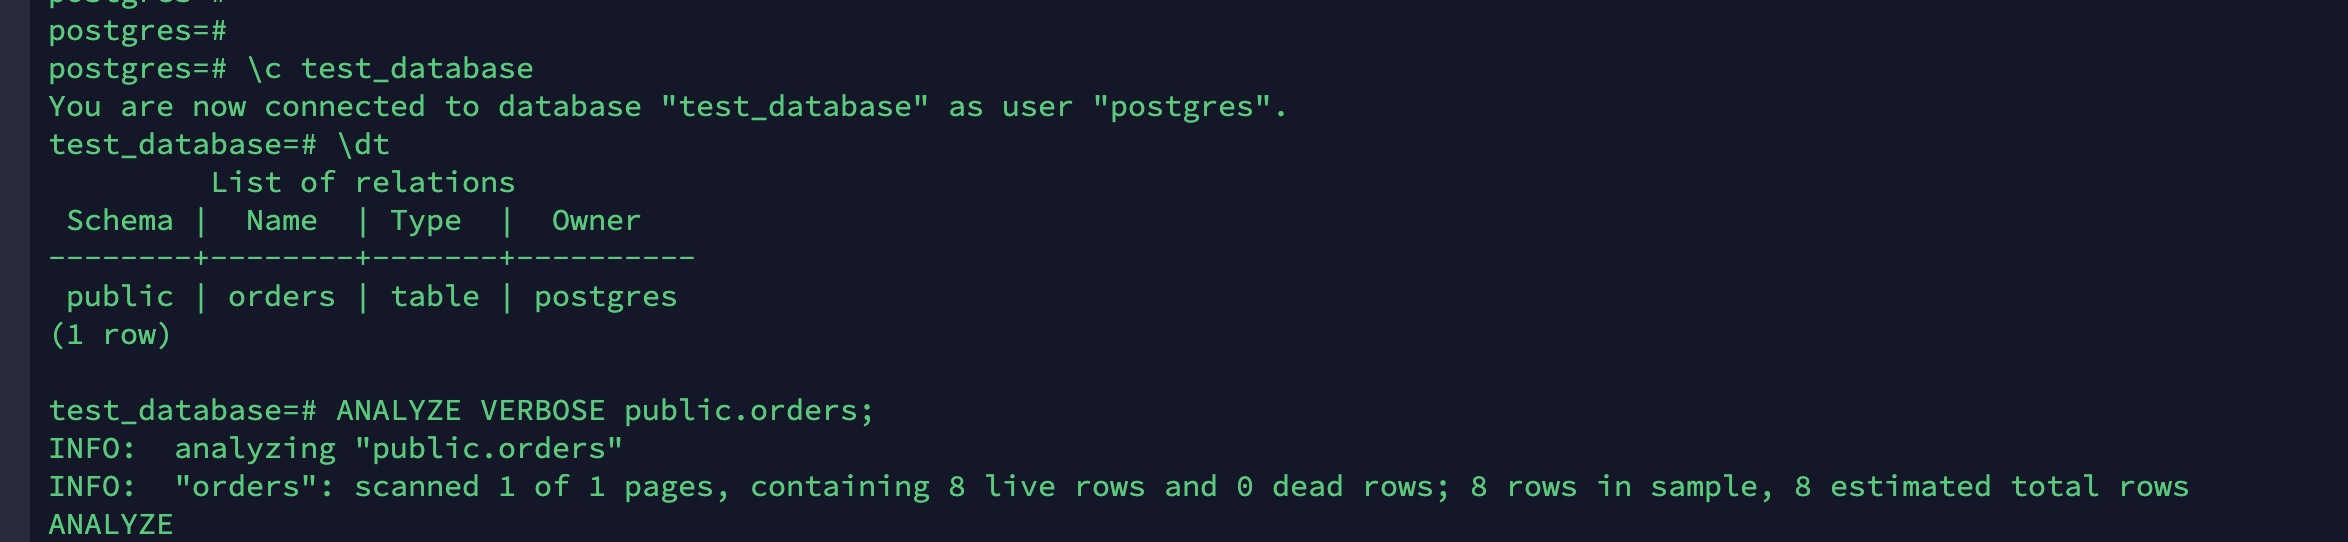 postgres=#
postgres=#
postgres=# \c test_database
You are now connected to database "test_database" as user "postgres".
test_database=# \dt
         List of relations
 Schema |  Name  | Type  |  Owner
--------+--------+-------+----------
 public | orders | table | postgres
(1 row)

test_database=# ANALYZE VERBOSE public.orders;
INFO:  analyzing "public.orders"
INFO:  "orders": scanned 1 of 1 pages, containing 8 live rows and 0 dead rows; 8 rows in sample, 8 estimated total rows
ANALYZE